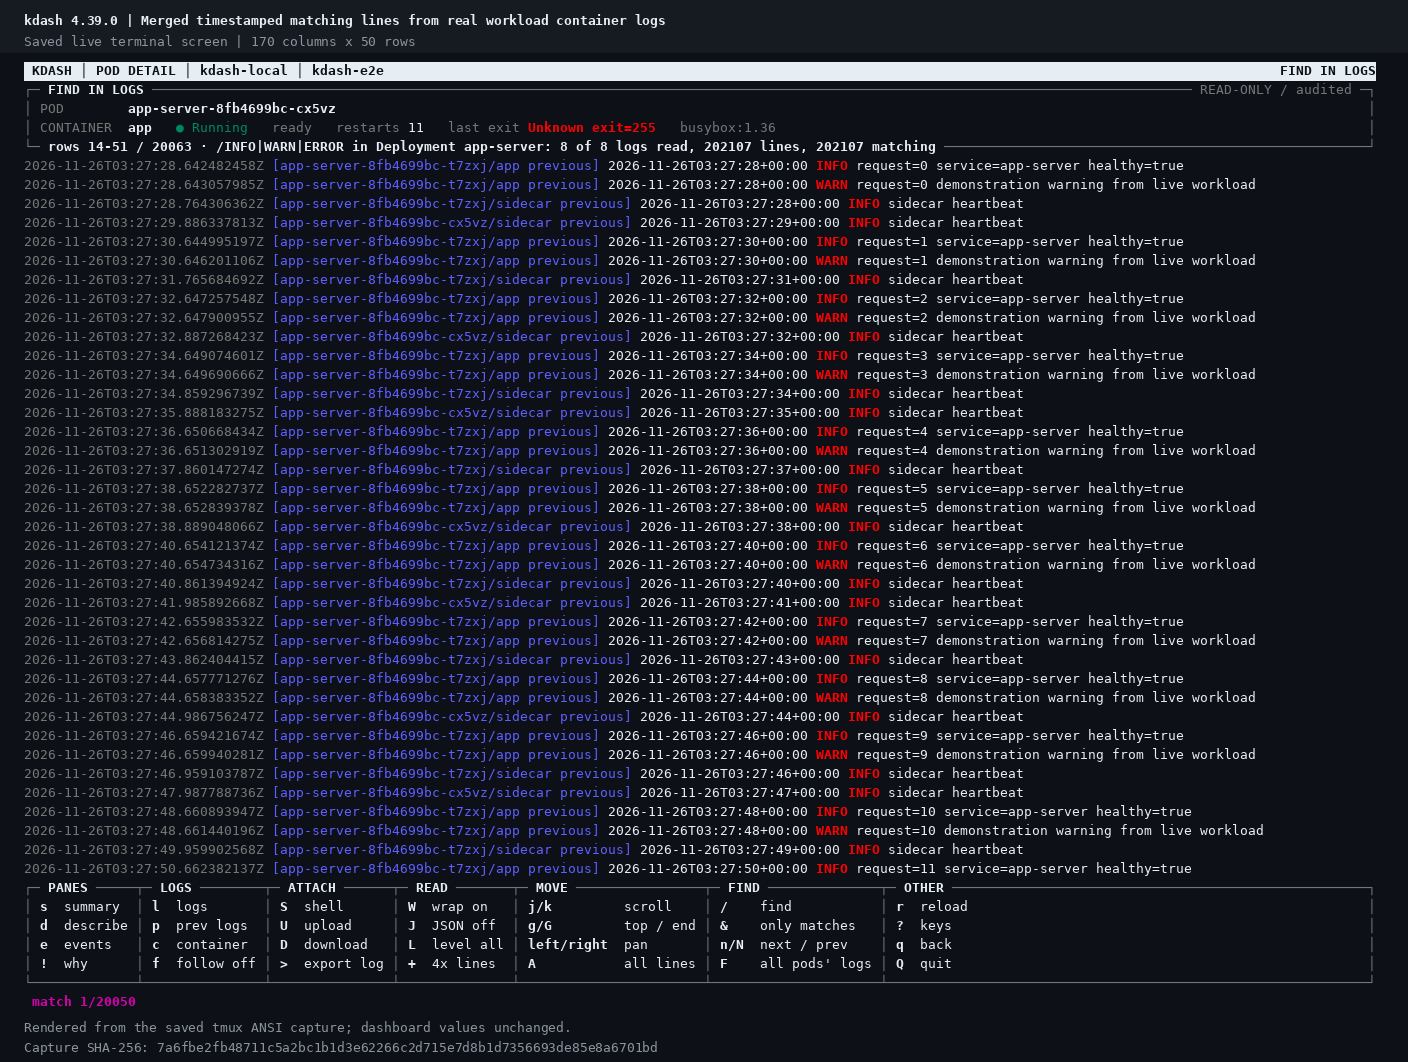 kdash 4.39.0 | Merged timestamped matching lines from real workload container logs
Saved live terminal screen | 170 columns x 50 rows
KDASH │ POD DETAIL │ kdash-local │ kdash-e2e FIND IN LOGS
FIND IN LOGS READ-ONLY / audited
POD app-server-8fb4699bc-cx5vz
CONTAINER app ● Running ready restarts 11 last exit Unknown exit=255 busybox:1.36
rows 14-51 / 20063 · /INFO|WARN|ERROR in Deployment app-server: 8 of 8 logs read, 202107 lines, 202107 matching
2026-11-26T03:27:28.642482458Z [app-server-8fb4699bc-t7zxj/app previous] 2026-11-26T03:27:28+00:00 INFO request=0 service=app-server healthy=true
2026-11-26T03:27:28.643057985Z [app-server-8fb4699bc-t7zxj/app previous] 2026-11-26T03:27:28+00:00 WARN request=0 demonstration warning from live workload
2026-11-26T03:27:28.764306362Z [app-server-8fb4699bc-t7zxj/sidecar previous] 2026-11-26T03:27:28+00:00 INFO sidecar heartbeat
2026-11-26T03:27:29.886337813Z [app-server-8fb4699bc-cx5vz/sidecar previous] 2026-11-26T03:27:29+00:00 INFO sidecar heartbeat
2026-11-26T03:27:30.644995197Z [app-server-8fb4699bc-t7zxj/app previous] 2026-11-26T03:27:30+00:00 INFO request=1 service=app-server healthy=true
2026-11-26T03:27:30.646201106Z [app-server-8fb4699bc-t7zxj/app previous] 2026-11-26T03:27:30+00:00 WARN request=1 demonstration warning from live workload
2026-11-26T03:27:31.765684692Z [app-server-8fb4699bc-t7zxj/sidecar previous] 2026-11-26T03:27:31+00:00 INFO sidecar heartbeat
2026-11-26T03:27:32.647257548Z [app-server-8fb4699bc-t7zxj/app previous] 2026-11-26T03:27:32+00:00 INFO request=2 service=app-server healthy=true
2026-11-26T03:27:32.647900955Z [app-server-8fb4699bc-t7zxj/app previous] 2026-11-26T03:27:32+00:00 WARN request=2 demonstration warning from live workload
2026-11-26T03:27:32.887268423Z [app-server-8fb4699bc-cx5vz/sidecar previous] 2026-11-26T03:27:32+00:00 INFO sidecar heartbeat
2026-11-26T03:27:34.649074601Z [app-server-8fb4699bc-t7zxj/app previous] 2026-11-26T03:27:34+00:00 INFO request=3 service=app-server healthy=true
2026-11-26T03:27:34.649690666Z [app-server-8fb4699bc-t7zxj/app previous] 2026-11-26T03:27:34+00:00 WARN request=3 demonstration warning from live workload
2026-11-26T03:27:34.859296739Z [app-server-8fb4699bc-t7zxj/sidecar previous] 2026-11-26T03:27:34+00:00 INFO sidecar heartbeat
2026-11-26T03:27:35.888183275Z [app-server-8fb4699bc-cx5vz/sidecar previous] 2026-11-26T03:27:35+00:00 INFO sidecar heartbeat
2026-11-26T03:27:36.650668434Z [app-server-8fb4699bc-t7zxj/app previous] 2026-11-26T03:27:36+00:00 INFO request=4 service=app-server healthy=true
2026-11-26T03:27:36.651302919Z [app-server-8fb4699bc-t7zxj/app previous] 2026-11-26T03:27:36+00:00 WARN request=4 demonstration warning from live workload
2026-11-26T03:27:37.860147274Z [app-server-8fb4699bc-t7zxj/sidecar previous] 2026-11-26T03:27:37+00:00 INFO sidecar heartbeat
2026-11-26T03:27:38.652282737Z [app-server-8fb4699bc-t7zxj/app previous] 2026-11-26T03:27:38+00:00 INFO request=5 service=app-server healthy=true
2026-11-26T03:27:38.652839378Z [app-server-8fb4699bc-t7zxj/app previous] 2026-11-26T03:27:38+00:00 WARN request=5 demonstration warning from live workload
2026-11-26T03:27:38.889048066Z [app-server-8fb4699bc-cx5vz/sidecar previous] 2026-11-26T03:27:38+00:00 INFO sidecar heartbeat
2026-11-26T03:27:40.654121374Z [app-server-8fb4699bc-t7zxj/app previous] 2026-11-26T03:27:40+00:00 INFO request=6 service=app-server healthy=true
2026-11-26T03:27:40.654734316Z [app-server-8fb4699bc-t7zxj/app previous] 2026-11-26T03:27:40+00:00 WARN request=6 demonstration warning from live workload
2026-11-26T03:27:40.861394924Z [app-server-8fb4699bc-t7zxj/sidecar previous] 2026-11-26T03:27:40+00:00 INFO sidecar heartbeat
2026-11-26T03:27:41.985892668Z [app-server-8fb4699bc-cx5vz/sidecar previous] 2026-11-26T03:27:41+00:00 INFO sidecar heartbeat
2026-11-26T03:27:42.655983532Z [app-server-8fb4699bc-t7zxj/app previous] 2026-11-26T03:27:42+00:00 INFO request=7 service=app-server healthy=true
2026-11-26T03:27:42.656814275Z [app-server-8fb4699bc-t7zxj/app previous] 2026-11-26T03:27:42+00:00 WARN request=7 demonstration warning from live workload
2026-11-26T03:27:43.862404415Z [app-server-8fb4699bc-t7zxj/sidecar previous] 2026-11-26T03:27:43+00:00 INFO sidecar heartbeat
2026-11-26T03:27:44.657771276Z [app-server-8fb4699bc-t7zxj/app previous] 2026-11-26T03:27:44+00:00 INFO request=8 service=app-server healthy=true
2026-11-26T03:27:44.658383352Z [app-server-8fb4699bc-t7zxj/app previous] 2026-11-26T03:27:44+00:00 WARN request=8 demonstration warning from live workload
2026-11-26T03:27:44.986756247Z [app-server-8fb4699bc-cx5vz/sidecar previous] 2026-11-26T03:27:44+00:00 INFO sidecar heartbeat
2026-11-26T03:27:46.659421674Z [app-server-8fb4699bc-t7zxj/app previous] 2026-11-26T03:27:46+00:00 INFO request=9 service=app-server healthy=true
2026-11-26T03:27:46.659940281Z [app-server-8fb4699bc-t7zxj/app previous] 2026-11-26T03:27:46+00:00 WARN request=9 demonstration warning from live workload
2026-11-26T03:27:46.959103787Z [app-server-8fb4699bc-t7zxj/sidecar previous] 2026-11-26T03:27:46+00:00 INFO sidecar heartbeat
2026-11-26T03:27:47.987788736Z [app-server-8fb4699bc-cx5vz/sidecar previous] 2026-11-26T03:27:47+00:00 INFO sidecar heartbeat
2026-11-26T03:27:48.660893947Z [app-server-8fb4699bc-t7zxj/app previous] 2026-11-26T03:27:48+00:00 INFO request=10 service=app-server healthy=true
2026-11-26T03:27:48.661440196Z [app-server-8fb4699bc-t7zxj/app previous] 2026-11-26T03:27:48+00:00 WARN request=10 demonstration warning from live workload
2026-11-26T03:27:49.959902568Z [app-server-8fb4699bc-t7zxj/sidecar previous] 2026-11-26T03:27:49+00:00 INFO sidecar heartbeat
2026-11-26T03:27:50.662382137Z [app-server-8fb4699bc-t7zxj/app previous] 2026-11-26T03:27:50+00:00 INFO request=11 service=app-server healthy=true
PANES LOGS ATTACH READ MOVE FIND OTHER
s summary │ l logs │ S shell │ W wrap on │ j/k scroll │ / find │ r reload
d describe │ p prev logs │ U upload │ J JSON off │ g/G top / end │ & only matches │ ? keys
e events │ c container │ D download │ L level all │ left/right pan │ n/N next / prev │ q back
! why │ f follow off │ > export log │ + 4x lines │ A all lines │ F all pods' logs │ Q quit
match 1/20050
Rendered from the saved tmux ANSI capture; dashboard values unchanged.
Capture SHA-256: 7a6fbe2fb48711c5a2bc1b1d3e62266c2d715e7d8b1d7356693de85e8a6701bd